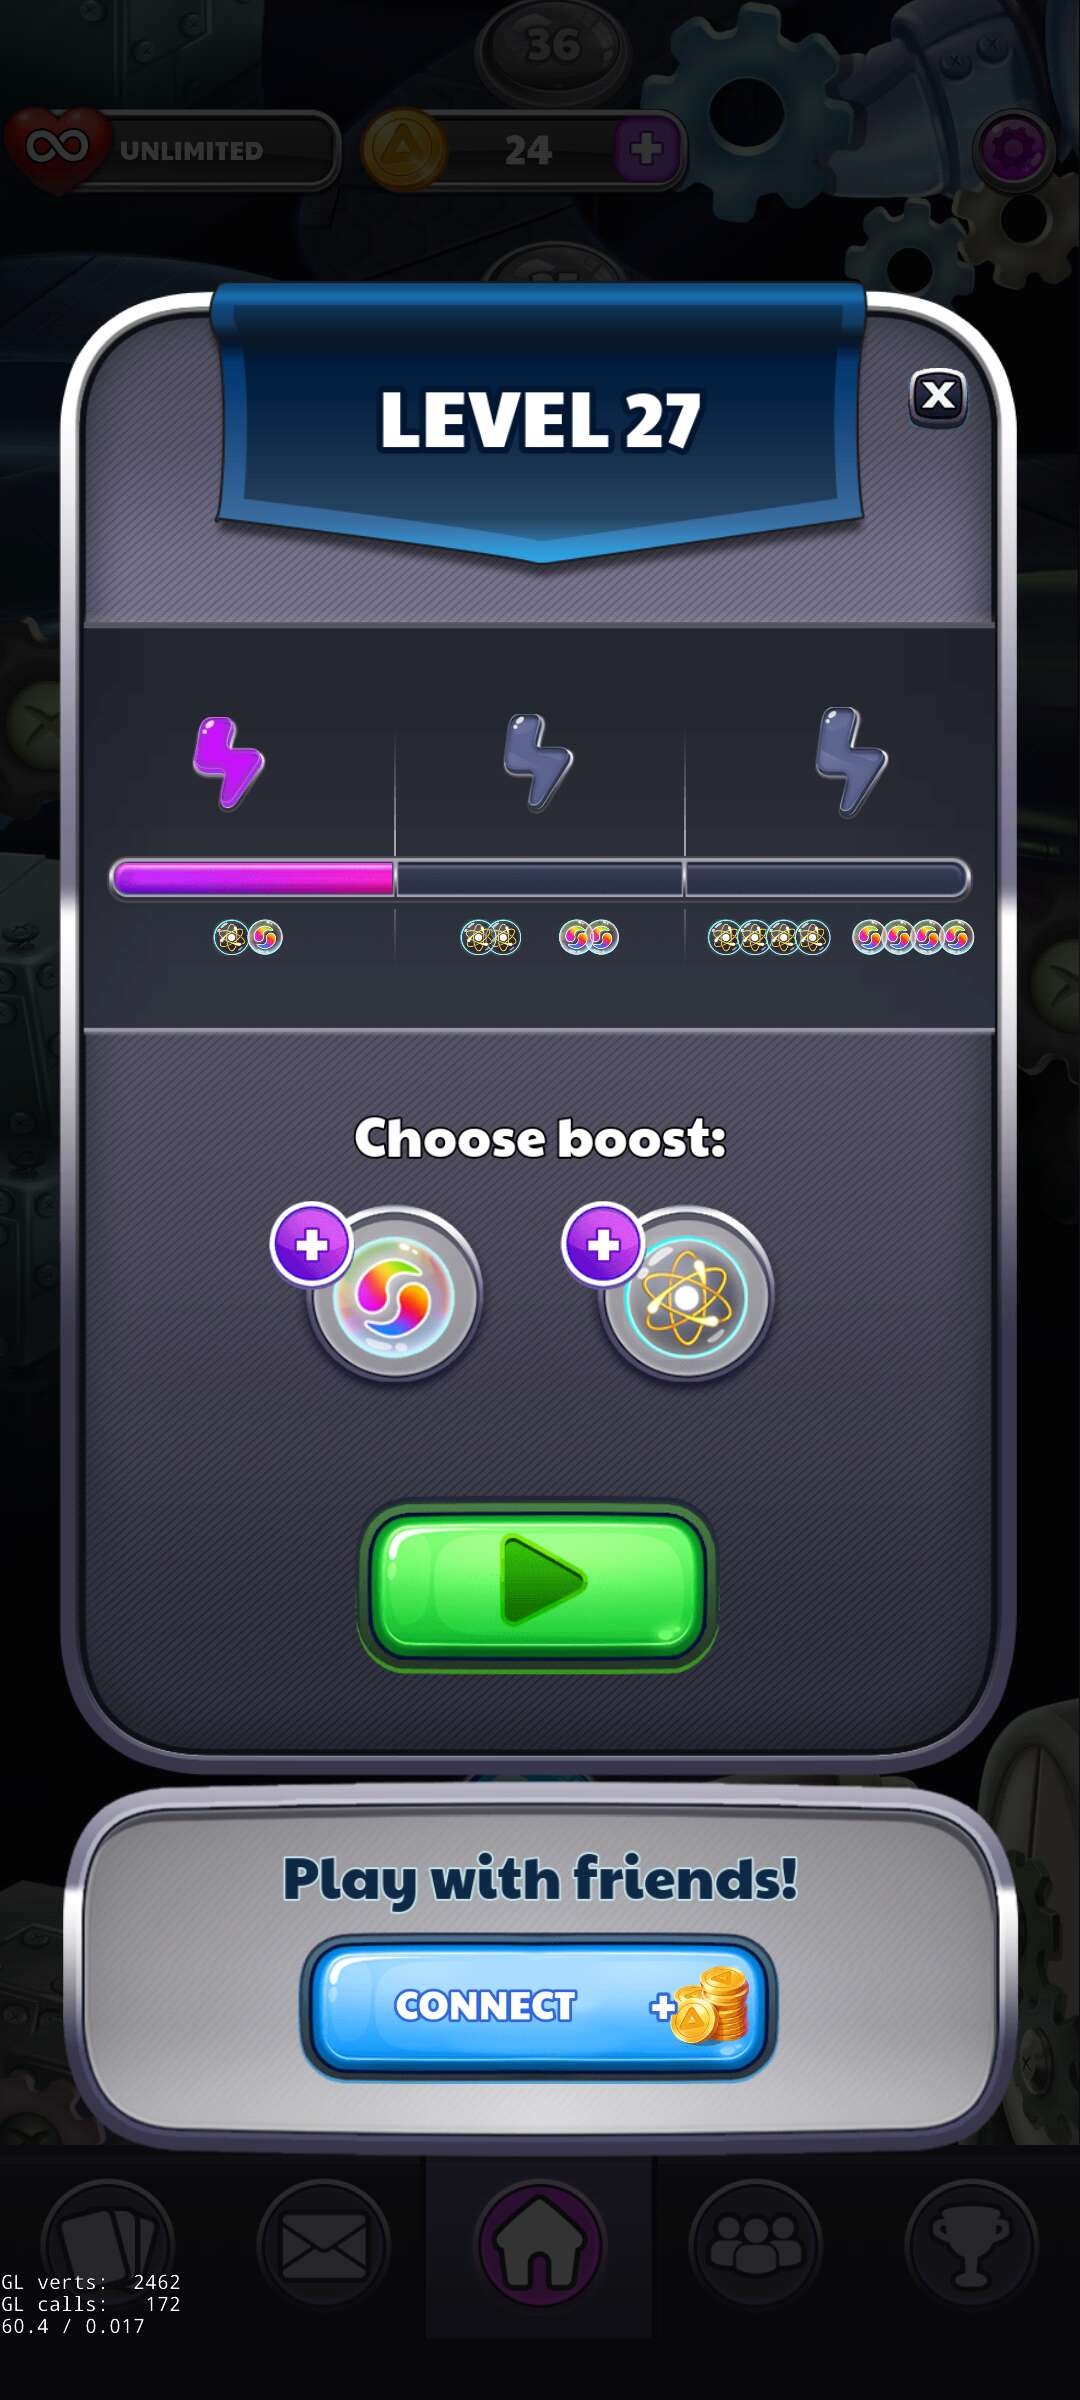 36
UNLIMITED
24
LEVEL 27
X
Choose boost:
Play with friends!
CONNECT +
GL verts: 2462
GL calls: 172
60.4 / 0.017